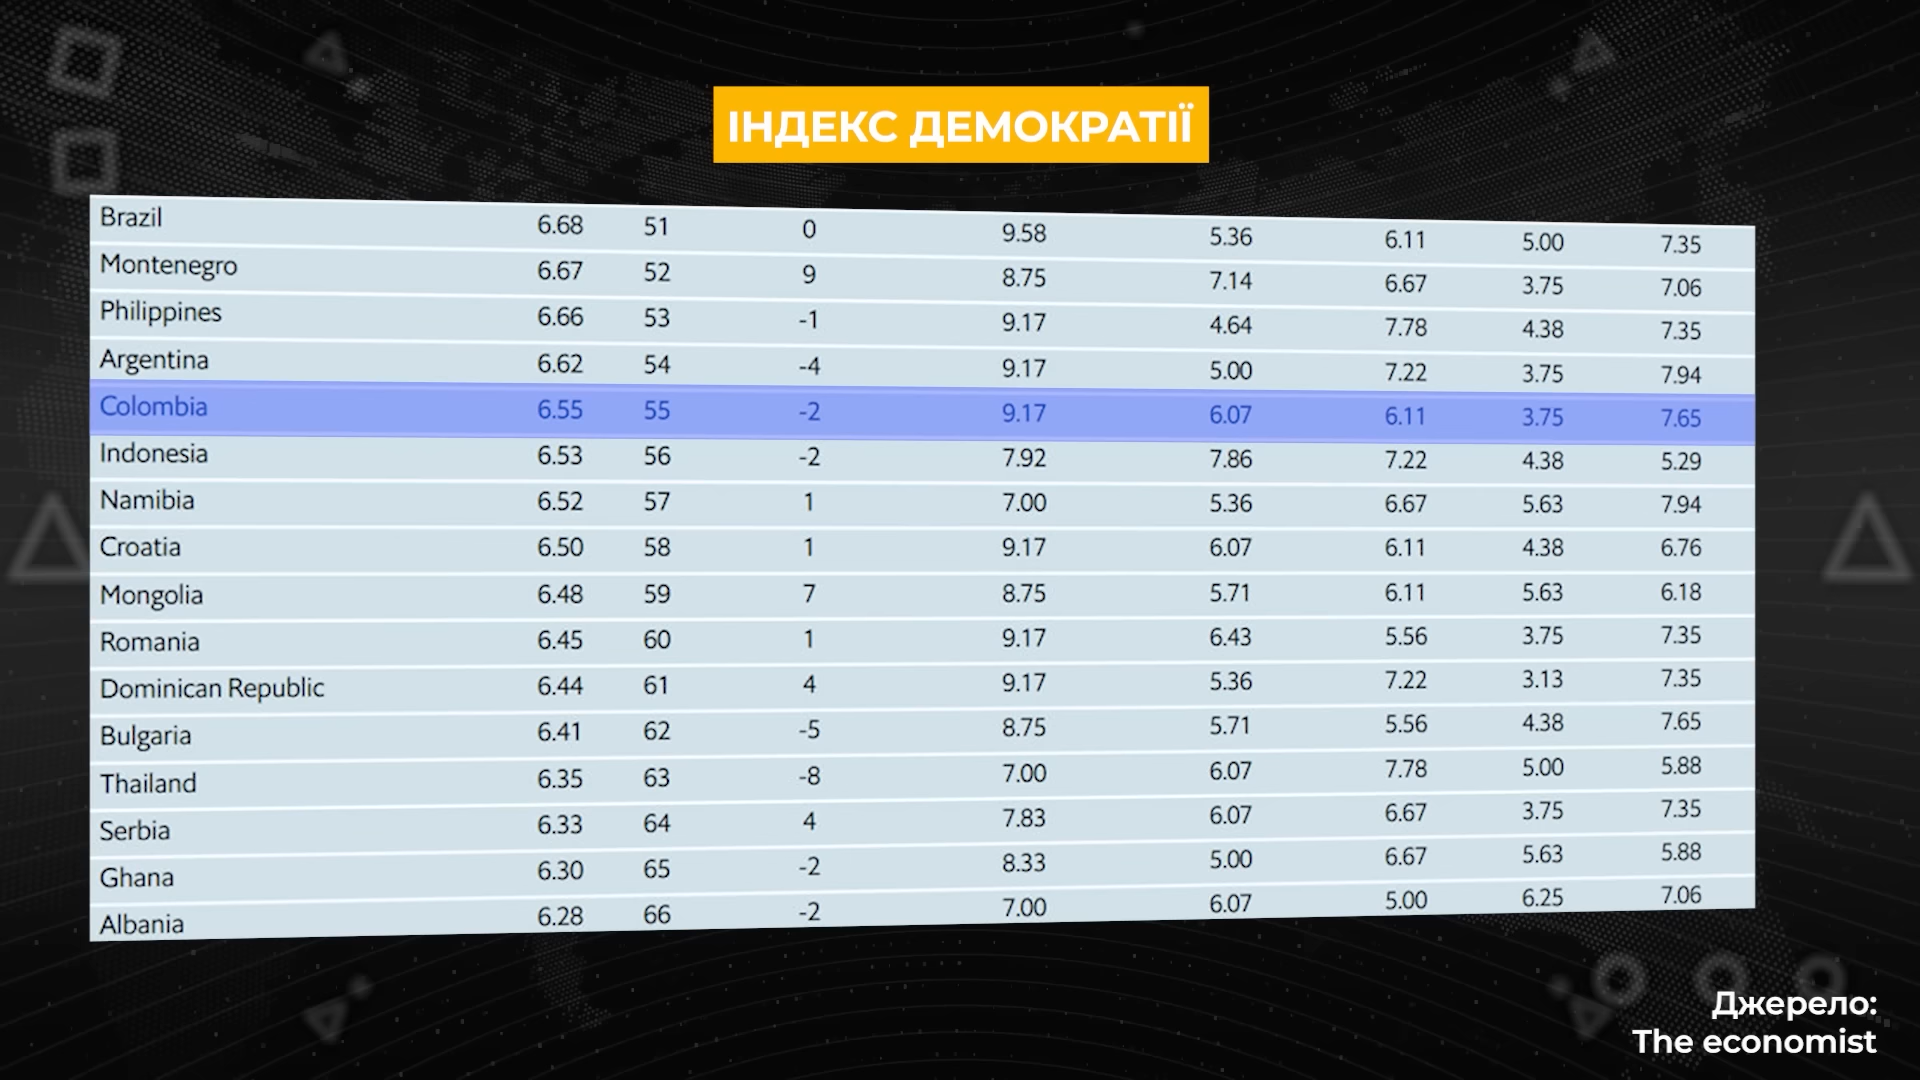 ІНДЕКС ДЕМОКРАТІЇ
Brazil 6.68 51 0 9.58 5.36 6.11 5.00 7.35
Montenegro 6.67 52 9 8.75 7.14 6.67 3.75 7.06
Philippines 6.66 53 -1 9.17 4.64 7.78 4.38 7.35
Argentina 6.62 54 -4 9.17 5.00 7.22 3.75 7.94
Colombia 6.55 55 -2 9.17 6.07 6.11 3.75 7.65
Indonesia 6.53 56 -2 7.92 7.86 7.22 4.38 5.29
Namibia 6.52 57 1 7.00 5.36 6.67 5.63 7.94
Croatia 6.50 58 1 9.17 6.07 6.11 4.38 6.76
Mongolia 6.48 59 7 8.75 5.71 6.11 5.63 6.18
Romania 6.45 60 1 9.17 6.43 5.56 3.75 7.35
Dominican Republic 6.44 61 4 9.17 5.36 7.22 3.13 7.35
Bulgaria 6.41 62 -5 8.75 5.71 5.56 4.38 7.65
Thailand 6.35 63 -8 7.00 6.07 7.78 5.00 5.88
Serbia 6.33 64 4 7.83 6.07 6.67 3.75 7.35
Ghana 6.30 65 -2 8.33 5.00 6.67 5.63 5.88
Albania 6.28 66 -2 7.00 6.07 5.00 6.25 7.06
Джерело:
The economist